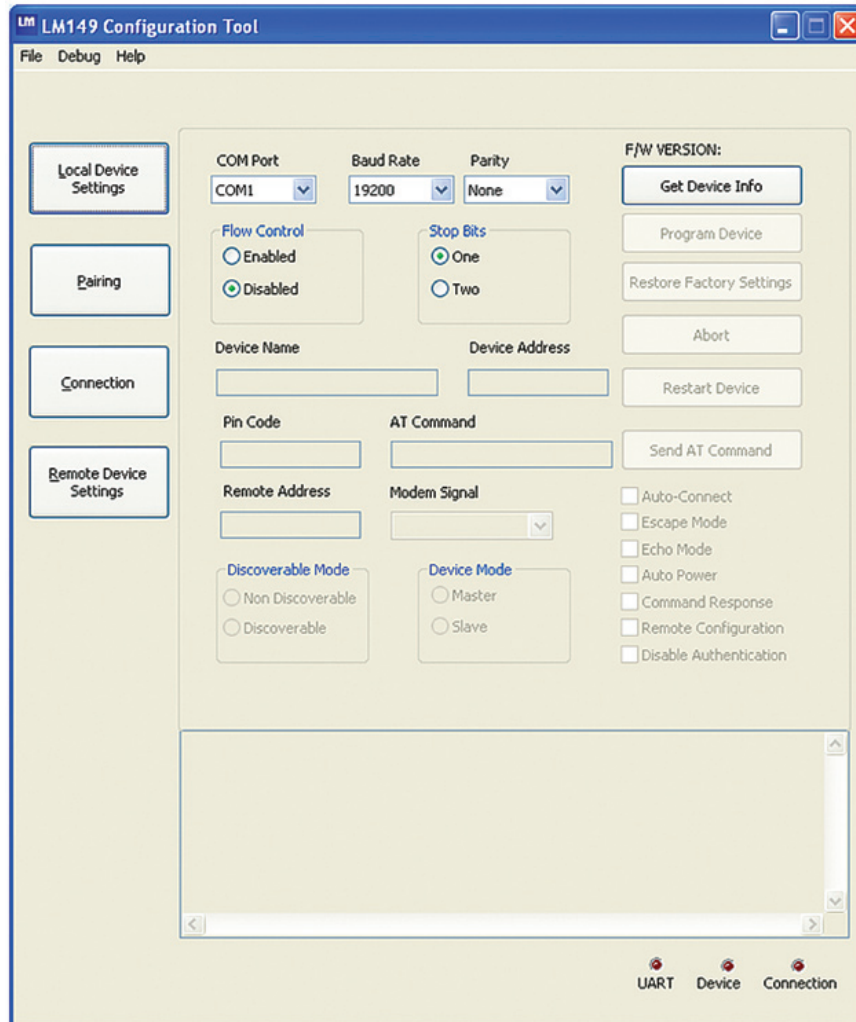 LM LM149 Configuration Tool
File Debug Help
Local Device
Settings
Pairing
Connection
Remote Device
Settings
COM Port Baud Rate Parity
COM1 19200 None
Flow Control
Enabled
Disabled
Stop Bits
One
Two
Device Name Device Address
Pin Code AT Command
Remote Address Modem Signal
Discoverable Mode
Non Discoverable
Discoverable
Device Mode
Master
Slave
F/W VERSION:
Get Device Info
Program Device
Restore Factory Settings
Abort
Restart Device
Send AT Command
Auto-Connect
Escape Mode
Echo Mode
Auto Power
Command Response
Remote Configuration
Disable Authentication
UART Device Connection